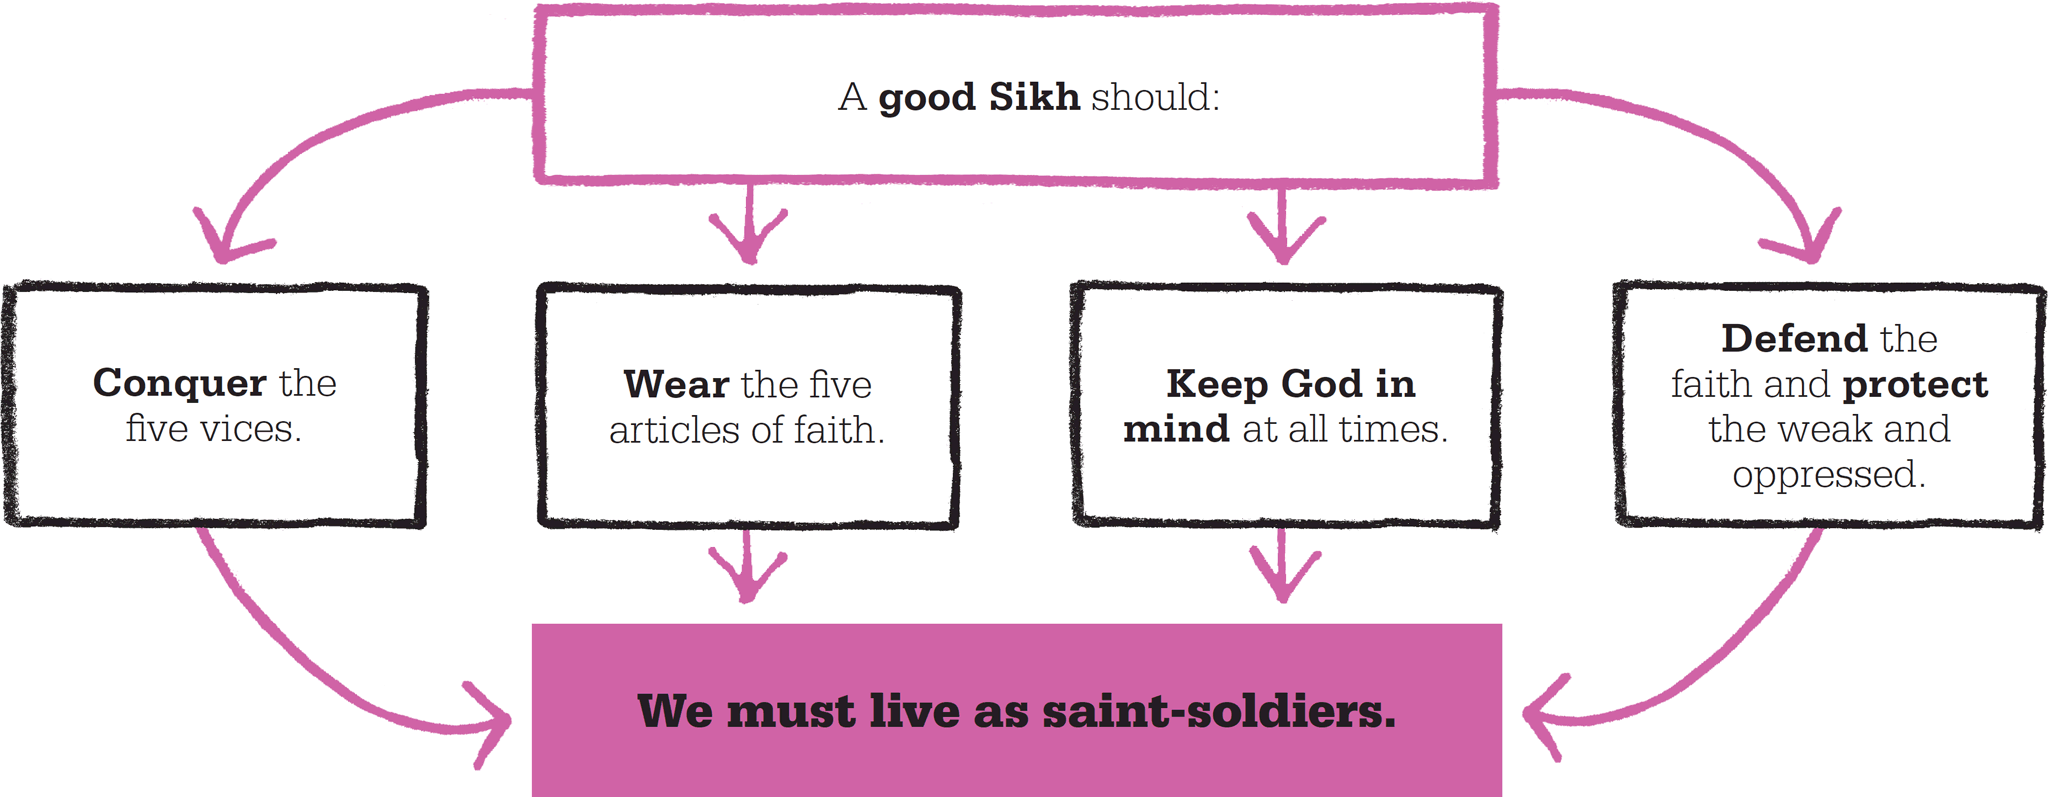 A good Sikh should:
Conquer the
five vices.
Wear the five
articles of faith.
Keep God in
mind at all times.
Defend the
faith and protect
the weak and
oppressed.
We must live as saint-soldiers.